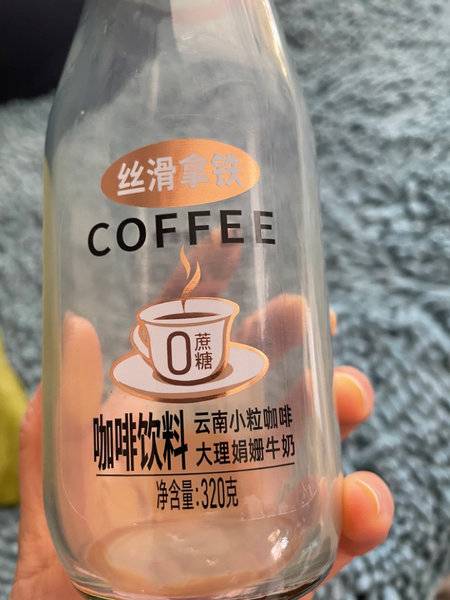 丝滑拿铁
COFFEE
0蔗糖
咖啡饮料
云南小粒咖啡
大理娟姗牛奶
净含量:320克